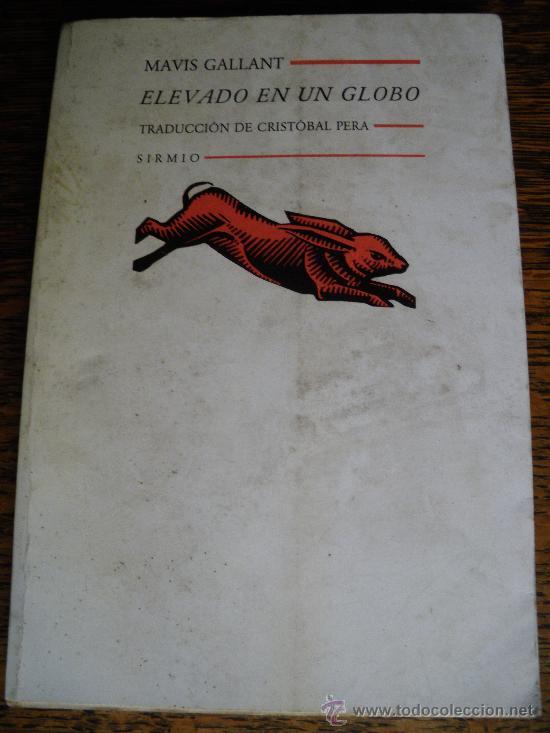 MAVIS GALLANT
ELEVADO EN UN GLOBO
TRADUCCIÓN DE CRISTÓBAL PERA
SIRMIO
www.todocoleccion.net